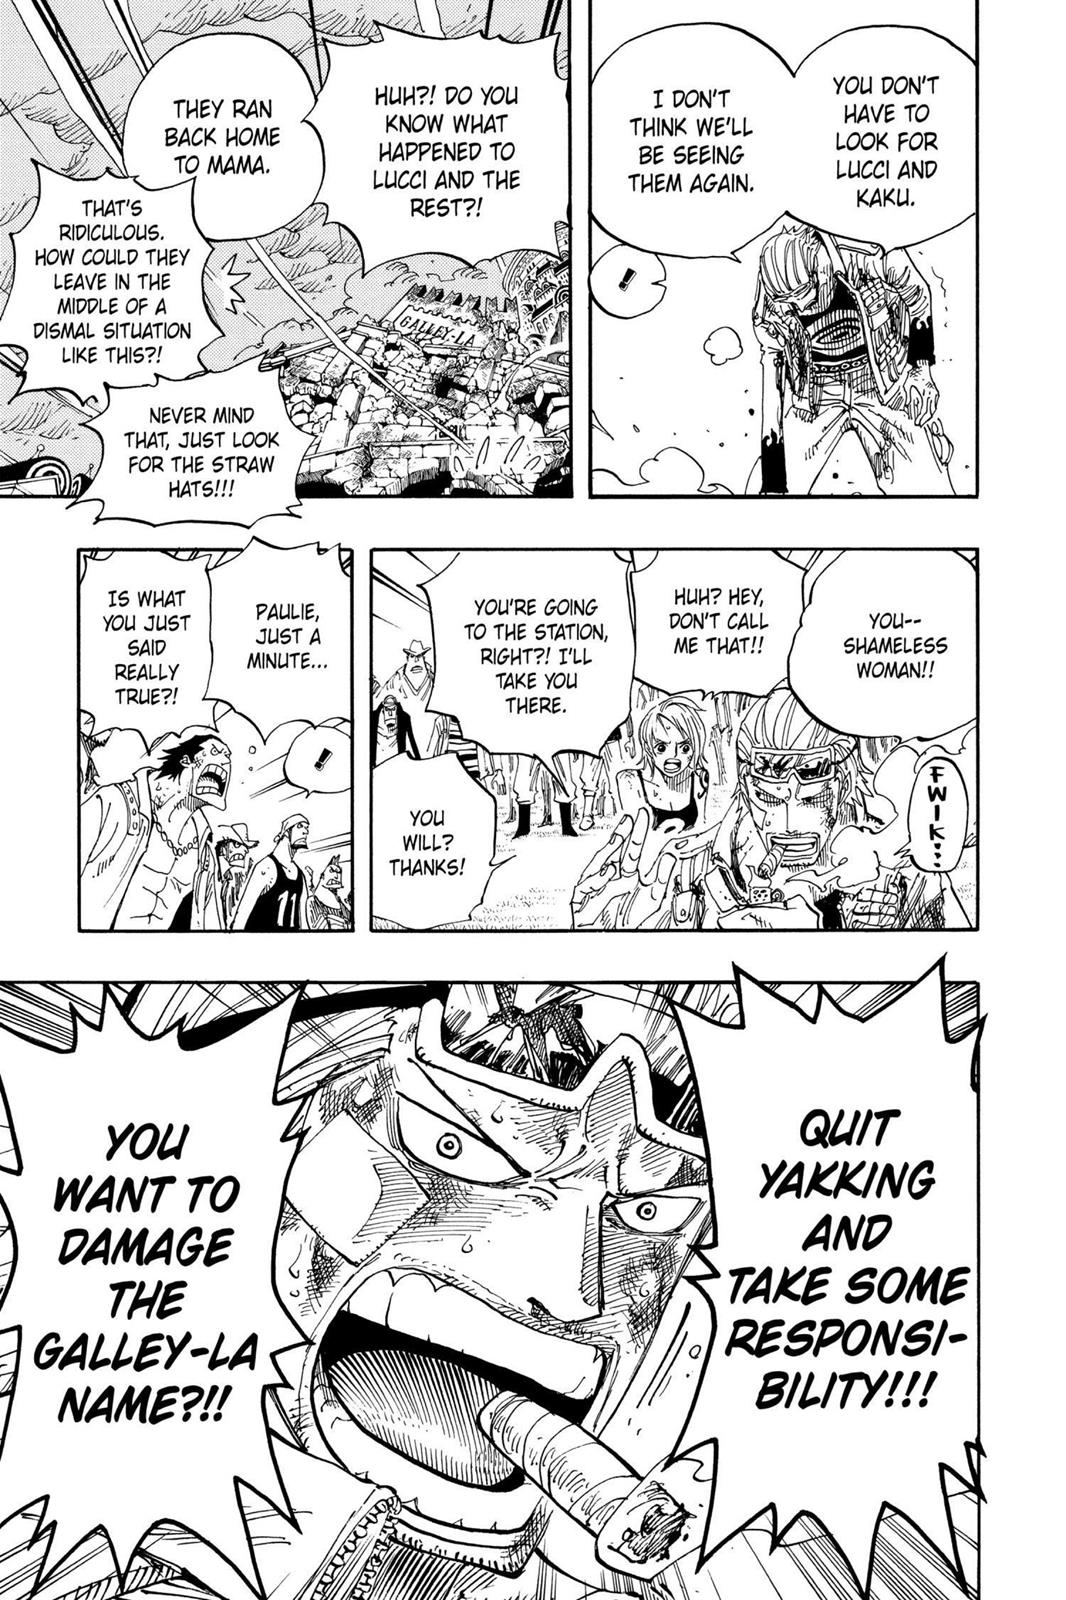 YOU DON'T
HAVE TO
LOOK FOR
LUCCI AND
KAKU.
I DON'T
THINK WE'LL
BE SEEING
THEM AGAIN.
!
HUH?! DO YOU
KNOW WHAT
HAPPENED TO
LUCCI AND THE
REST?!
THEY RAN
BACK HOME
TO MAMA.
THAT'S
RIDICULOUS.
HOW COULD THEY
LEAVE IN THE
MIDDLE OF A
DISMAL SITUATION
LIKE THIS?!
NEVER MIND
THAT, JUST LOOK
FOR THE STRAW
HATS!!!
GALLEY-LA
YOU--
SHAMELESS
WOMAN!!
HUH? HEY,
DON'T CALL
ME THAT!!
YOU'RE GOING
TO THE STATION,
RIGHT?! I'LL
TAKE YOU
THERE.
YOU
WILL?
THANKS!
FWIK...
PAULIE,
JUST A
MINUTE...
IS WHAT
YOU JUST
SAID
REALLY
TRUE?!
!
11
QUIT
YAKKING
AND
TAKE SOME
RESPONSI-
BILITY!!!
YOU
WANT TO
DAMAGE
THE
GALLEY-LA
NAME?!!